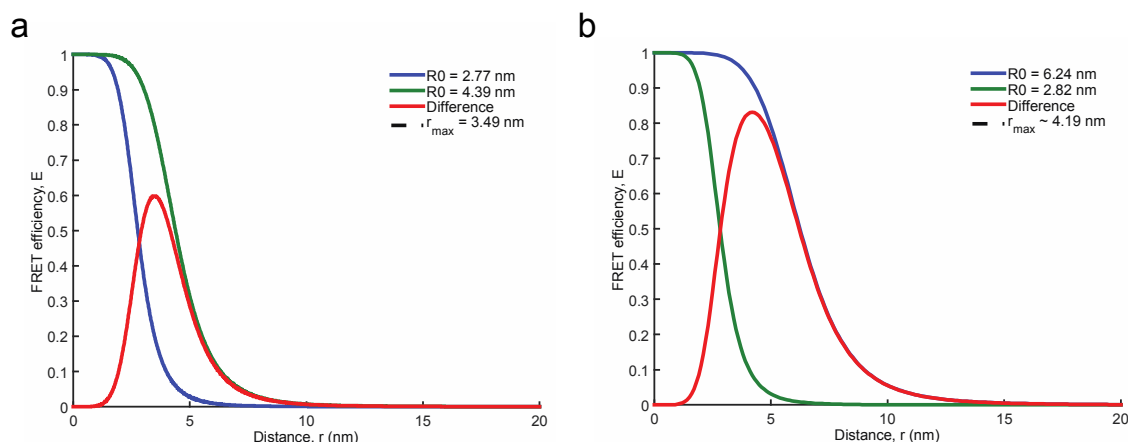 a
FRET efficiency, E
1
0.9
0.8
0.7
0.6
0.5
0.4
0.3
0.2
0.1
0
0
5
10
15
20
Distance, r (nm)
R0 = 2.77 nm
R0 = 4.39 nm
Difference
r_max = 3.49 nm
b
FRET efficiency, E
1
0.9
0.8
0.7
0.6
0.5
0.4
0.3
0.2
0.1
0
0
5
10
15
20
Distance, r (nm)
R0 = 6.24 nm
R0 = 2.82 nm
Difference
r_max ~ 4.19 nm